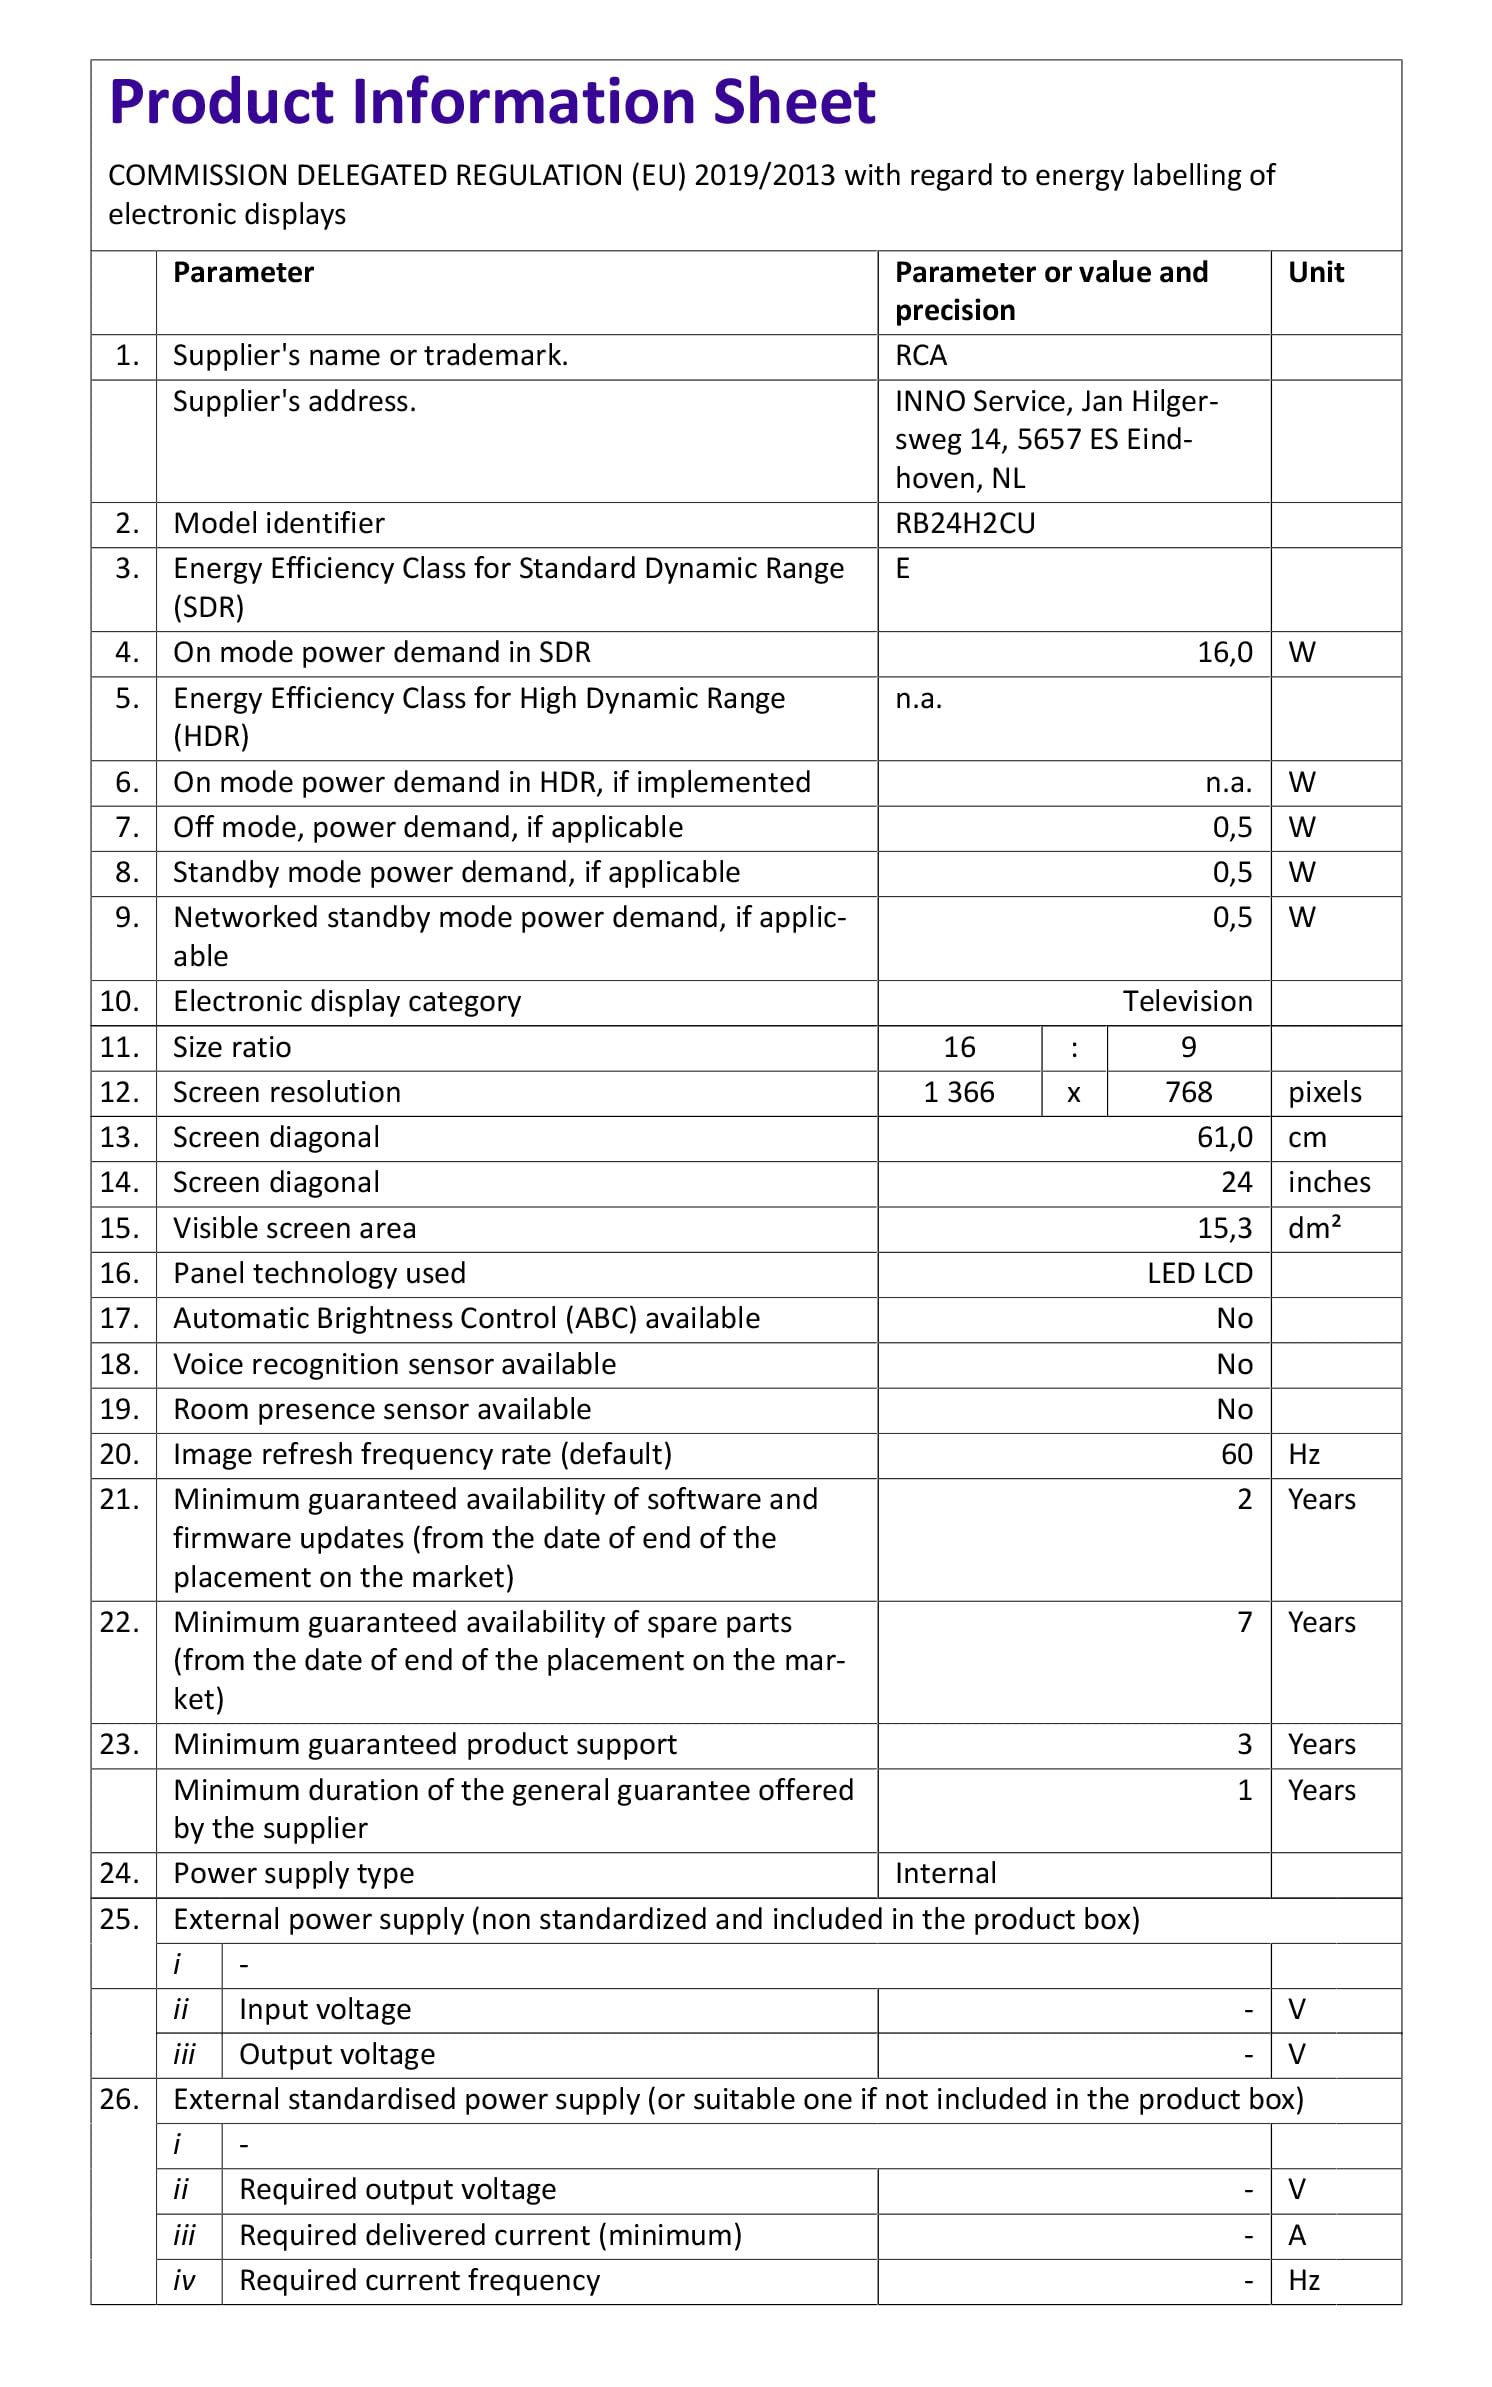 Product Information Sheet
COMMISSION DELEGATED REGULATION (EU) 2019/2013 with regard to energy labelling of
electronic displays
Parameter Parameter or value and Unit
precision
1. Supplier's name or trademark. RCA
Supplier's address. INNO Service, Jan Hilger-
sweg 14, 5657 ES Eind-
hoven, NL
2. Model identifier RB24H2CU
3. Energy Efficiency Class for Standard Dynamic Range E
(SDR)
4. On mode power demand in SDR 16,0 W
5. Energy Efficiency Class for High Dynamic Range n.a.
(HDR)
6. On mode power demand in HDR, if implemented n.a. W
7. Off mode, power demand, if applicable 0,5 W
8. Standby mode power demand, if applicable 0,5 W
9. Networked standby mode power demand, if applic- 0,5 W
able
10. Electronic display category Television
11. Size ratio 16 : 9
12. Screen resolution 1 366 x 768 pixels
13. Screen diagonal 61,0 cm
14. Screen diagonal 24 inches
15. Visible screen area 15,3 dm²
16. Panel technology used LED LCD
17. Automatic Brightness Control (ABC) available No
18. Voice recognition sensor available No
19. Room presence sensor available No
20. Image refresh frequency rate (default) 60 Hz
21. Minimum guaranteed availability of software and 2 Years
firmware updates (from the date of end of the
placement on the market)
22. Minimum guaranteed availability of spare parts 7 Years
(from the date of end of the placement on the mar-
ket)
23. Minimum guaranteed product support 3 Years
Minimum duration of the general guarantee offered 1 Years
by the supplier
24. Power supply type Internal
25. External power supply (non standardized and included in the product box)
i -
ii Input voltage - V
iii Output voltage - V
26. External standardised power supply (or suitable one if not included in the product box)
i -
ii Required output voltage - V
iii Required delivered current (minimum) - A
iv Required current frequency - Hz